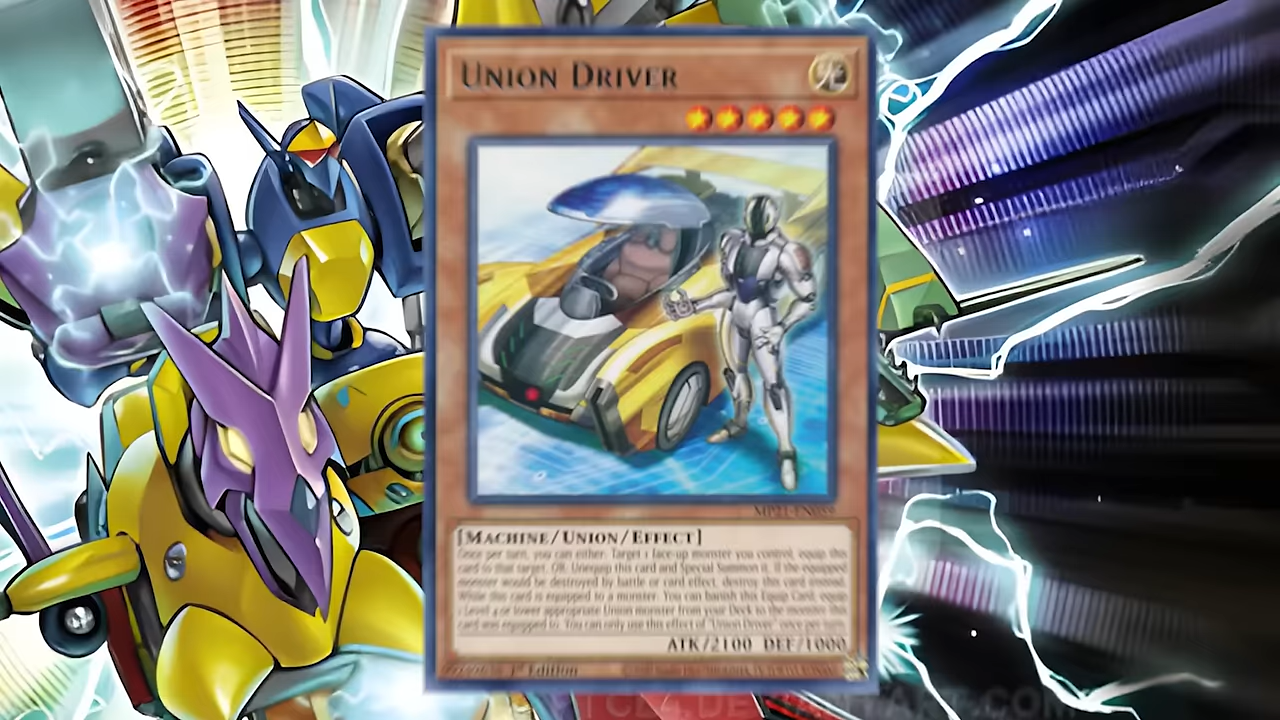 UNION DRIVER
MP21-EN059
[MACHINE/UNION/EFFECT]
Once per turn, you can either: Target 1 face-up monster you control; equip this
card to that target, OR: Unequip this card and Special Summon it. If the equipped
monster would be destroyed by battle or card effect, destroy this card instead.
While this card is equipped to a monster: You can banish this Equip Card; equip
1 Level 4 or lower appropriate Union monster from your Deck to the monster this
card was equipped to. You can only use this effect of "Union Driver" once per turn.
ATK/2100 DEF/1000
1st Edition
.COM